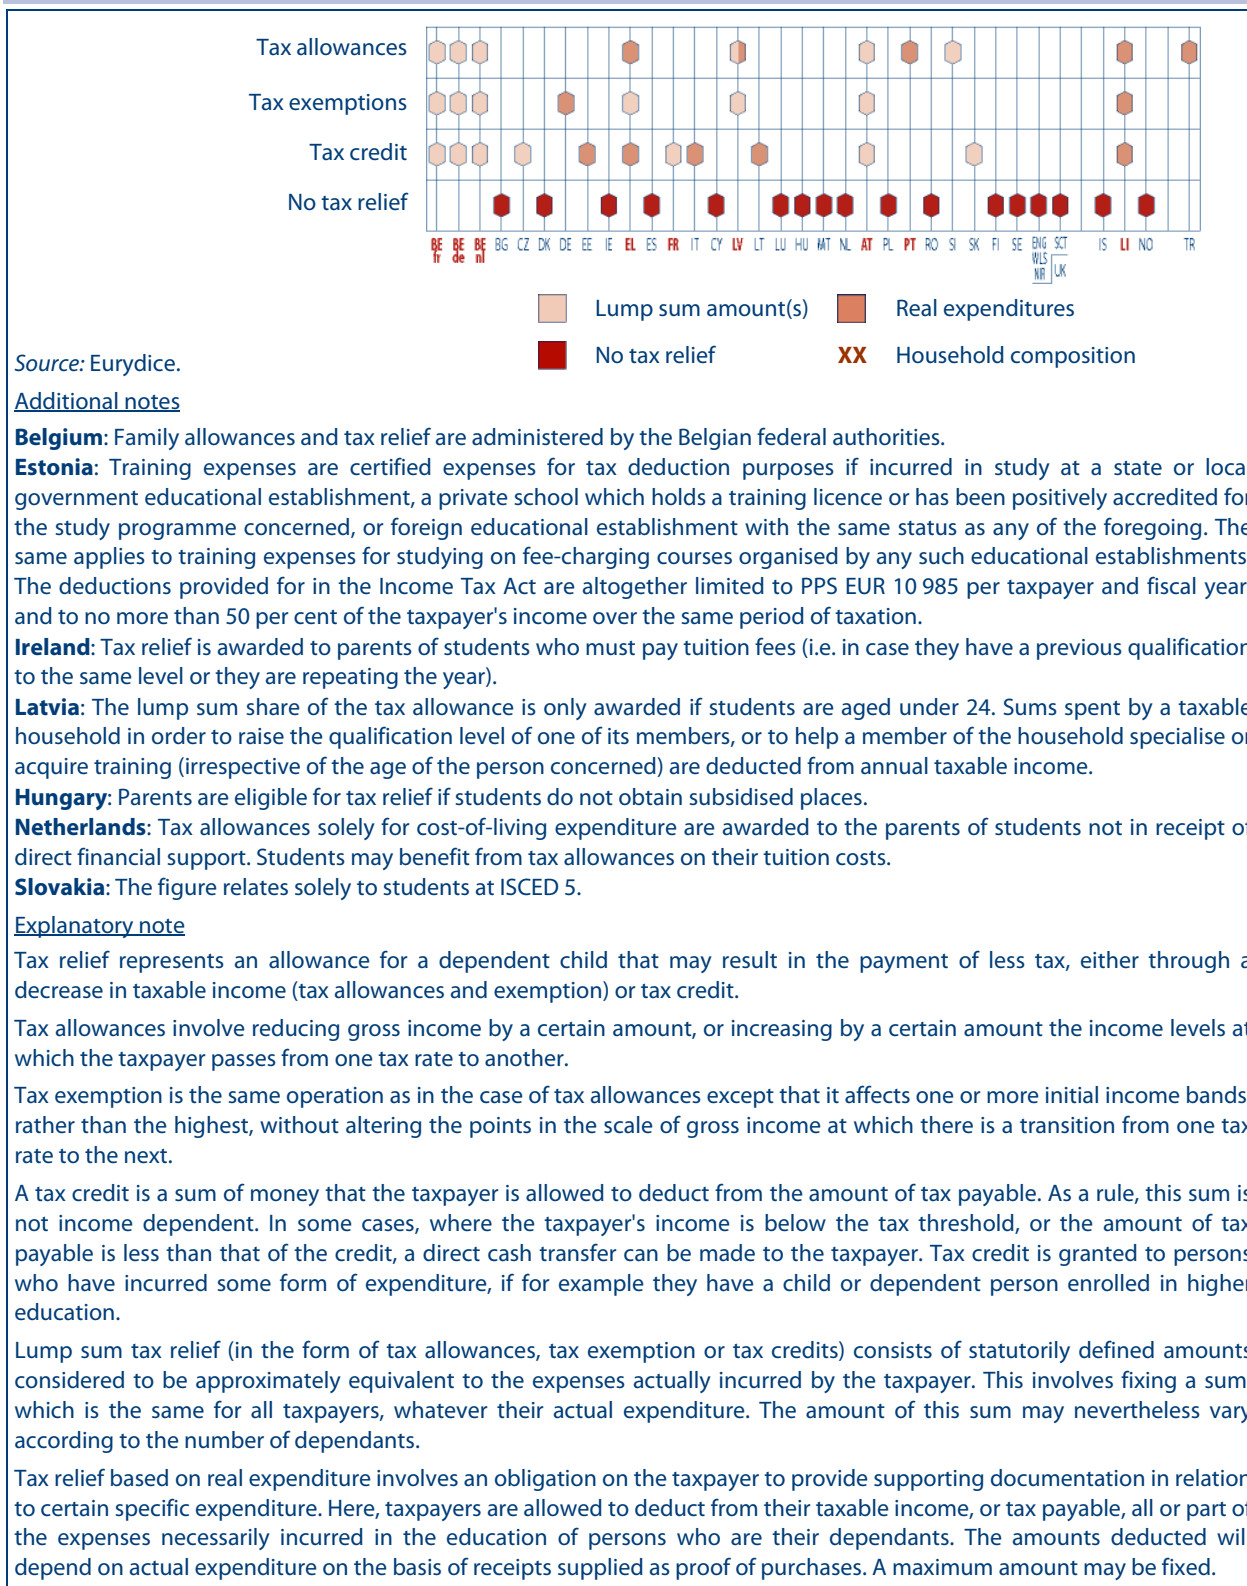 Tax allowances
Tax exemptions
Tax credit
No tax relief
BE fr BE de BE nl BG CZ DK DE EE IE EL ES FR IT CY LV LT LU HU MT NL AT PL PT RO SI SK FI SE ENG WLS NIR SCT UK IS LI NO TR
Lump sum amount(s) Real expenditures
No tax relief XX Household composition
Source: Eurydice.
Additional notes
Belgium: Family allowances and tax relief are administered by the Belgian federal authorities.
Estonia: Training expenses are certified expenses for tax deduction purposes if incurred in study at a state or loca
government educational establishment, a private school which holds a training licence or has been positively accredited for
the study programme concerned, or foreign educational establishment with the same status as any of the foregoing. The
same applies to training expenses for studying on fee-charging courses organised by any such educational establishments
The deductions provided for in the Income Tax Act are altogether limited to PPS EUR 10 985 per taxpayer and fiscal year
and to no more than 50 per cent of the taxpayer's income over the same period of taxation.
Ireland: Tax relief is awarded to parents of students who must pay tuition fees (i.e. in case they have a previous qualification
to the same level or they are repeating the year).
Latvia: The lump sum share of the tax allowance is only awarded if students are aged under 24. Sums spent by a taxable
household in order to raise the qualification level of one of its members, or to help a member of the household specialise or
acquire training (irrespective of the age of the person concerned) are deducted from annual taxable income.
Hungary: Parents are eligible for tax relief if students do not obtain subsidised places.
Netherlands: Tax allowances solely for cost-of-living expenditure are awarded to the parents of students not in receipt of
direct financial support. Students may benefit from tax allowances on their tuition costs.
Slovakia: The figure relates solely to students at ISCED 5.
Explanatory note
Tax relief represents an allowance for a dependent child that may result in the payment of less tax, either through a
decrease in taxable income (tax allowances and exemption) or tax credit.
Tax allowances involve reducing gross income by a certain amount, or increasing by a certain amount the income levels at
which the taxpayer passes from one tax rate to another.
Tax exemption is the same operation as in the case of tax allowances except that it affects one or more initial income bands
rather than the highest, without altering the points in the scale of gross income at which there is a transition from one tax
rate to the next.
A tax credit is a sum of money that the taxpayer is allowed to deduct from the amount of tax payable. As a rule, this sum is
not income dependent. In some cases, where the taxpayer's income is below the tax threshold, or the amount of tax
payable is less than that of the credit, a direct cash transfer can be made to the taxpayer. Tax credit is granted to persons
who have incurred some form of expenditure, if for example they have a child or dependent person enrolled in higher
education.
Lump sum tax relief (in the form of tax allowances, tax exemption or tax credits) consists of statutorily defined amounts
considered to be approximately equivalent to the expenses actually incurred by the taxpayer. This involves fixing a sum
which is the same for all taxpayers, whatever their actual expenditure. The amount of this sum may nevertheless vary
according to the number of dependants.
Tax relief based on real expenditure involves an obligation on the taxpayer to provide supporting documentation in relation
to certain specific expenditure. Here, taxpayers are allowed to deduct from their taxable income, or tax payable, all or part of
the expenses necessarily incurred in the education of persons who are their dependants. The amounts deducted wil
depend on actual expenditure on the basis of receipts supplied as proof of purchases. A maximum amount may be fixed.